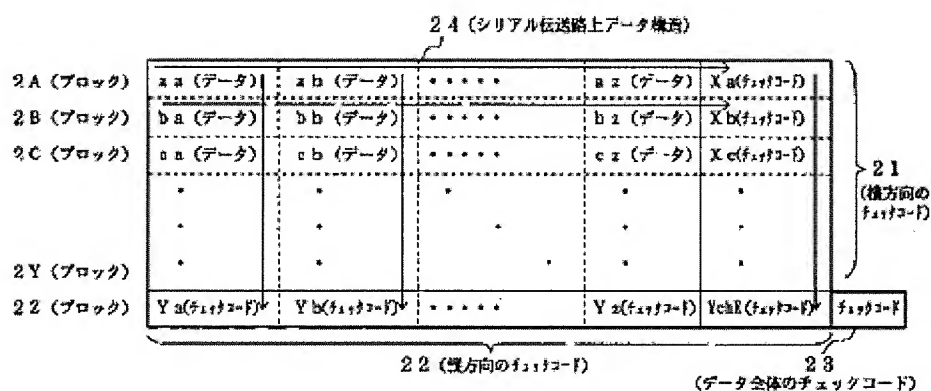 24 (シリアル伝送路上データ構造)
2A (ブロック) aa (データ) ab (データ) ・・・・・ az (データ) Xa(チェックコード)
2B (ブロック) ba (データ) bb (データ) ・・・・・ bz (データ) Xb(チェックコード)
2C (ブロック) ca (データ) cb (データ) ・・・・・ cz (データ) Xc(チェックコード)
21
(横方向の
チェックコード)
2Y (ブロック)
2Z (ブロック) Ya(チェックコード) Yb(チェックコード) ・・・・・ Yz(チェックコード) YchK(チェックコード) チェックコード
22 (縦方向のチェックコード)
23
(データ全体のチェックコード)